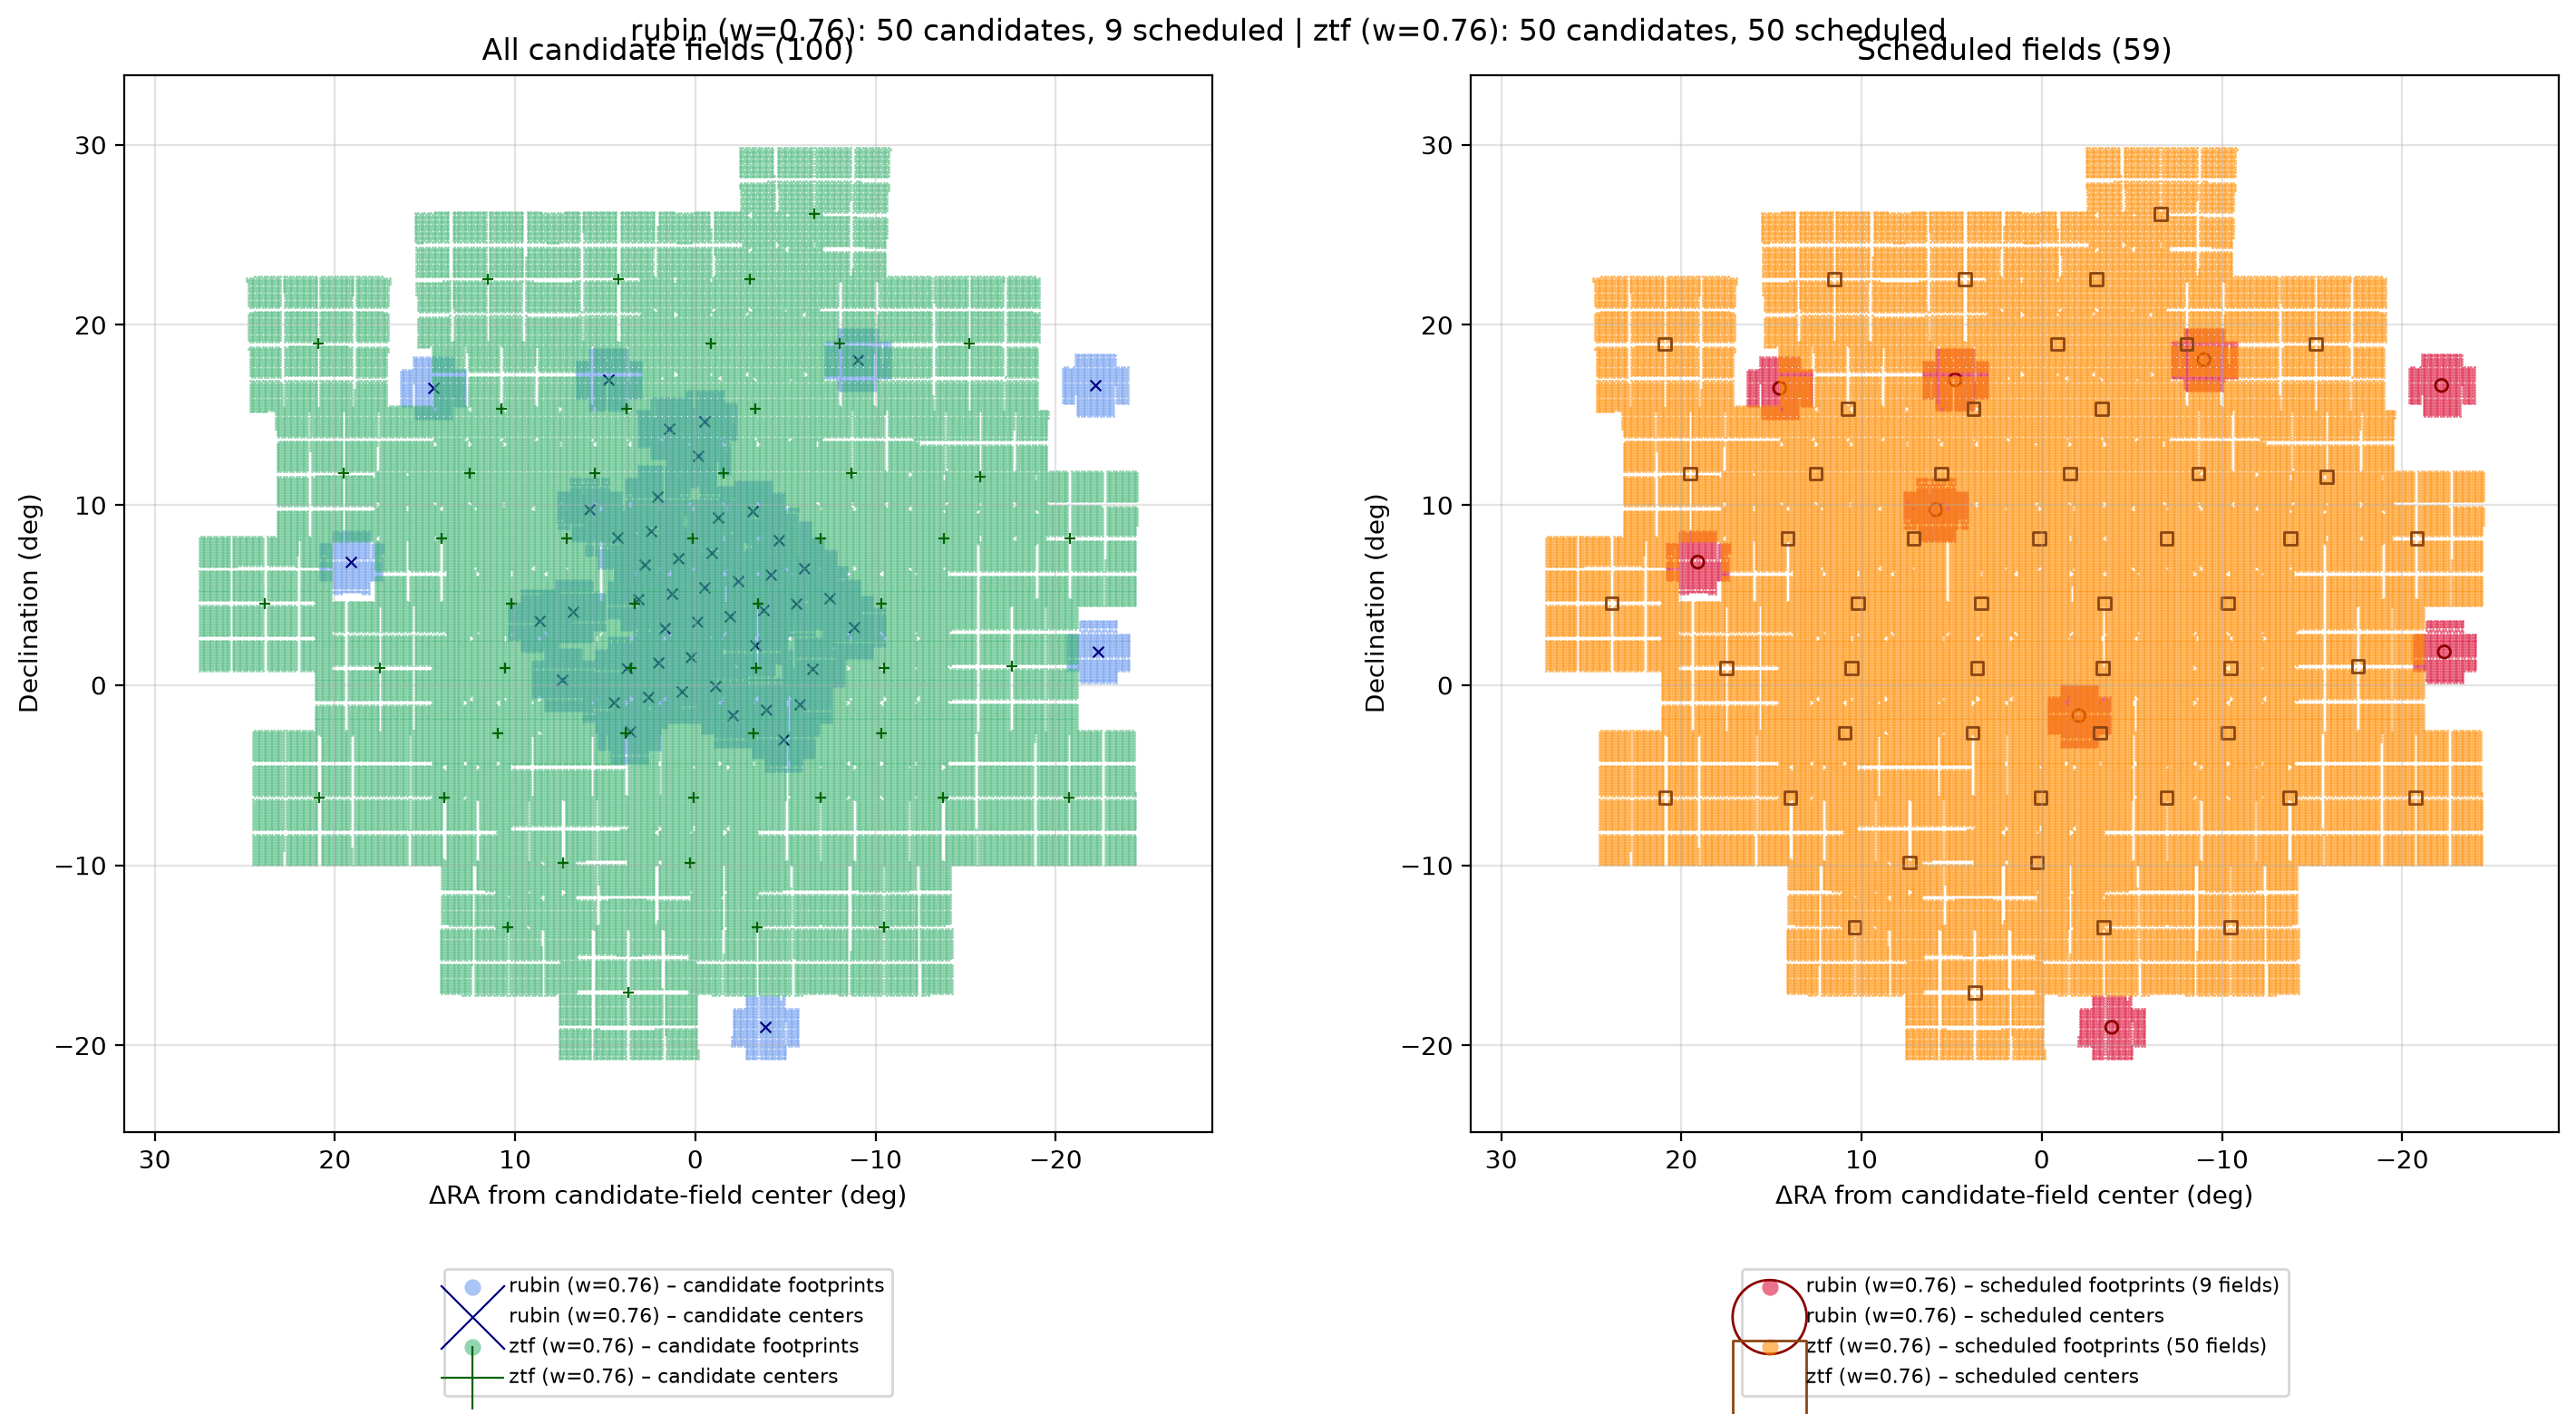 rubin (w=0.76): 50 candidates, 9 scheduled | ztf (w=0.76): 50 candidates, 50 scheduled
All candidate fields (100)
30
20
10
0
−10
−20
Declination (deg)
30
20
10
0
−10
−20
ΔRA from candidate-field center (deg)
rubin (w=0.76) – candidate footprints
rubin (w=0.76) – candidate centers
ztf (w=0.76) – candidate footprints
ztf (w=0.76) – candidate centers
Scheduled fields (59)
30
20
10
0
−10
−20
Declination (deg)
30
20
10
0
−10
−20
ΔRA from candidate-field center (deg)
rubin (w=0.76) – scheduled footprints (9 fields)
rubin (w=0.76) – scheduled centers
ztf (w=0.76) – scheduled footprints (50 fields)
ztf (w=0.76) – scheduled centers